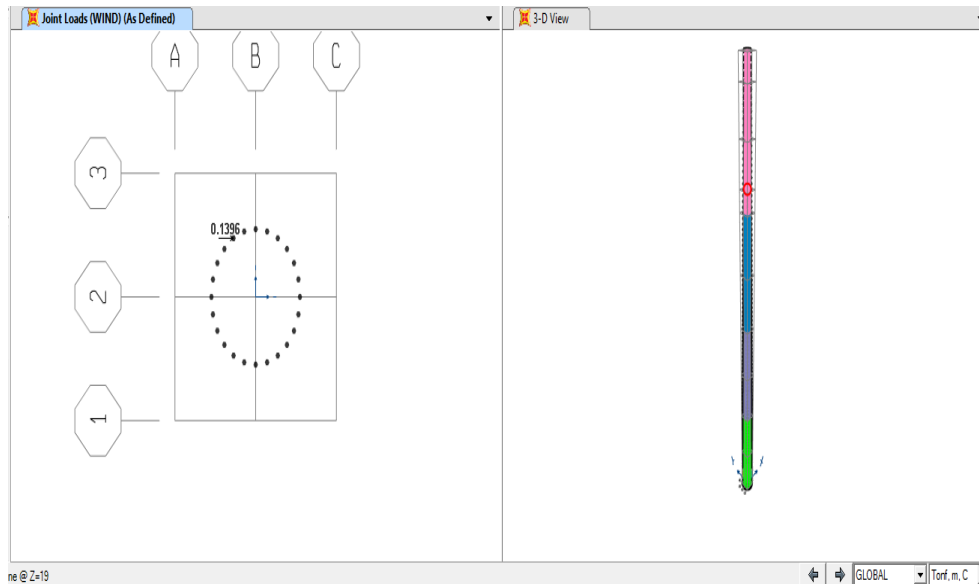 Joint Loads (WIND) (As Defined)
3-D View
A
B
C
3
0.1396
2
1
Y
X
ne @ Z=19
GLOBAL
Tonf, m, C